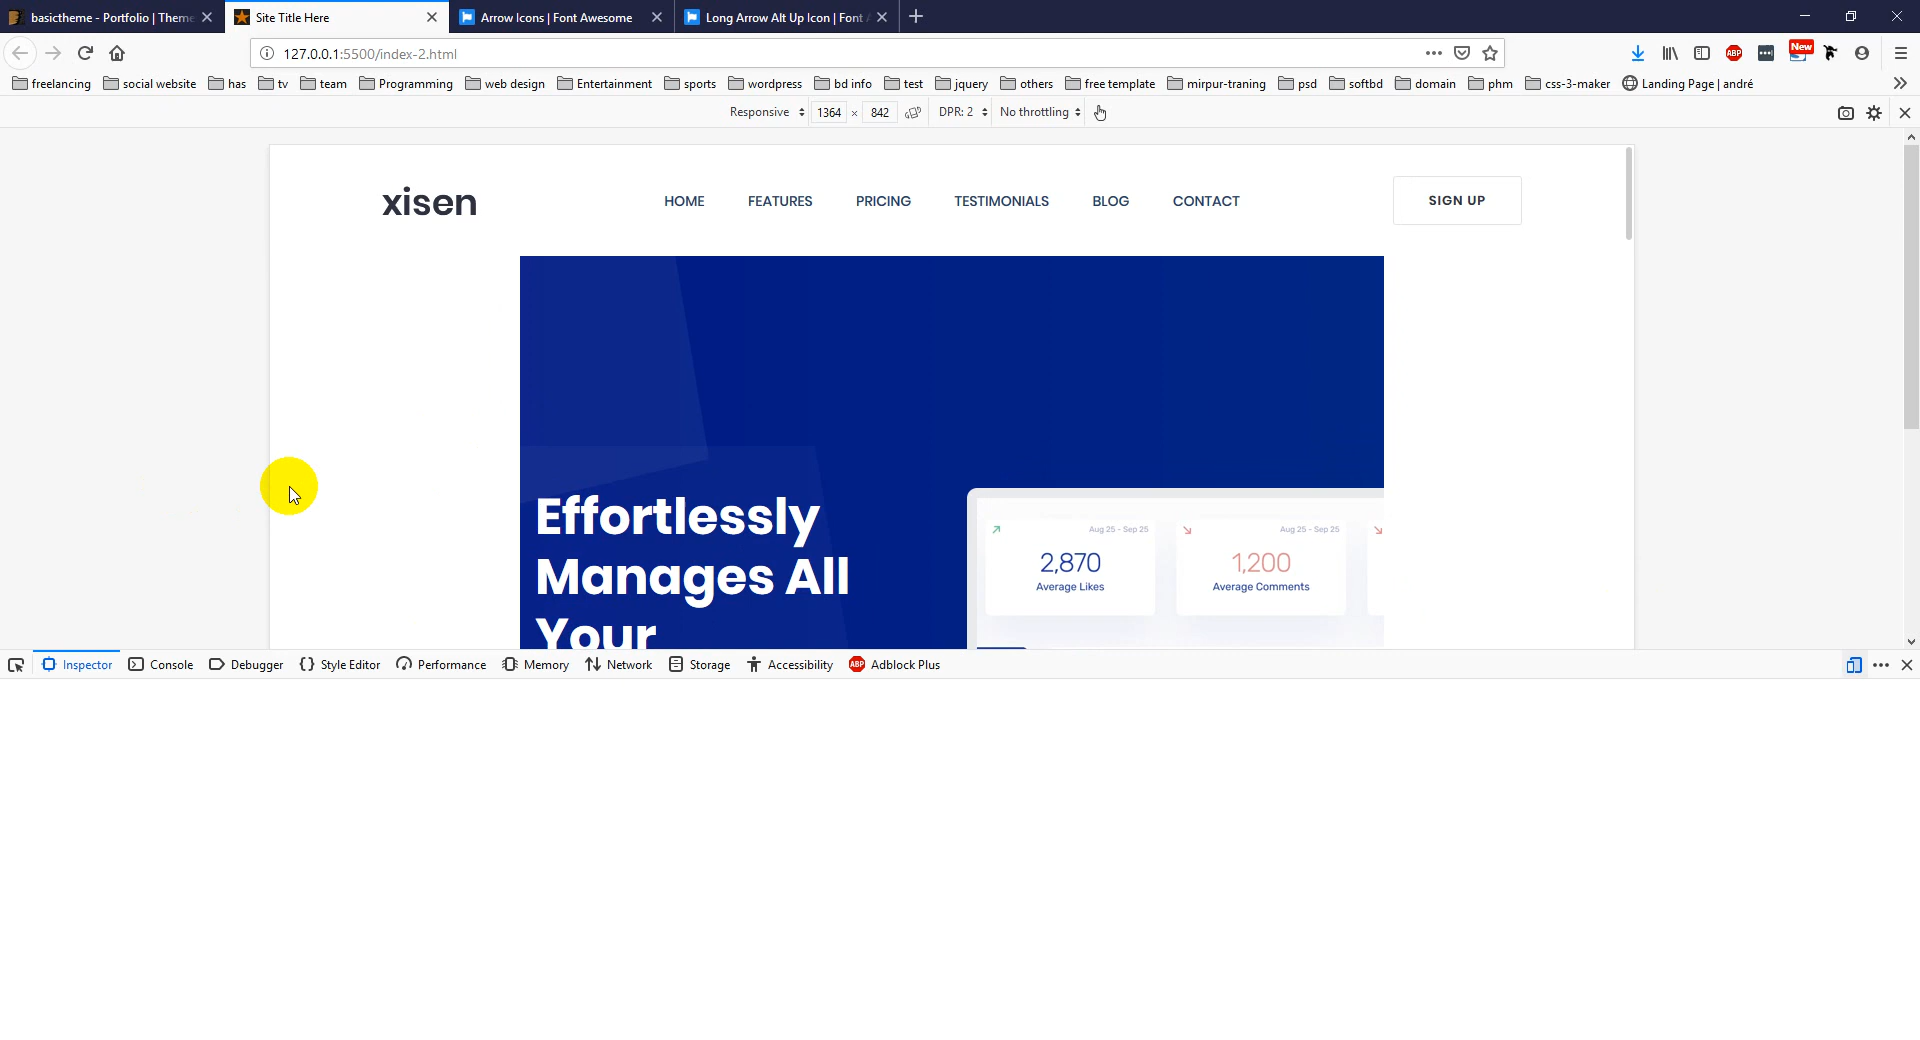 basictheme - Portfolio | Theme
Site Title Here
Arrow Icons | Font Awesome
Long Arrow Alt Up Icon | Font A
127.0.0.1:5500/index-2.html
ABP
New
freelancing
social website
has
tv
team
Programming
web design
Entertainment
sports
wordpress
bd info
test
jquery
others
free template
mirpur-traning
psd
softbd
domain
phm
css-3-maker
Landing Page | andré
Responsive
1364 × 842
DPR: 2
No throttling
xisen
HOME
FEATURES
PRICING
TESTIMONIALS
BLOG
CONTACT
SIGN UP
Effortlessly
Manages All
Your
Aug 25 - Sep 25
2,870
Average Likes
Aug 25 - Sep 25
1,200
Average Comments
Inspector
Console
Debugger
Style Editor
Performance
Memory
Network
Storage
Accessibility
ABP
Adblock Plus